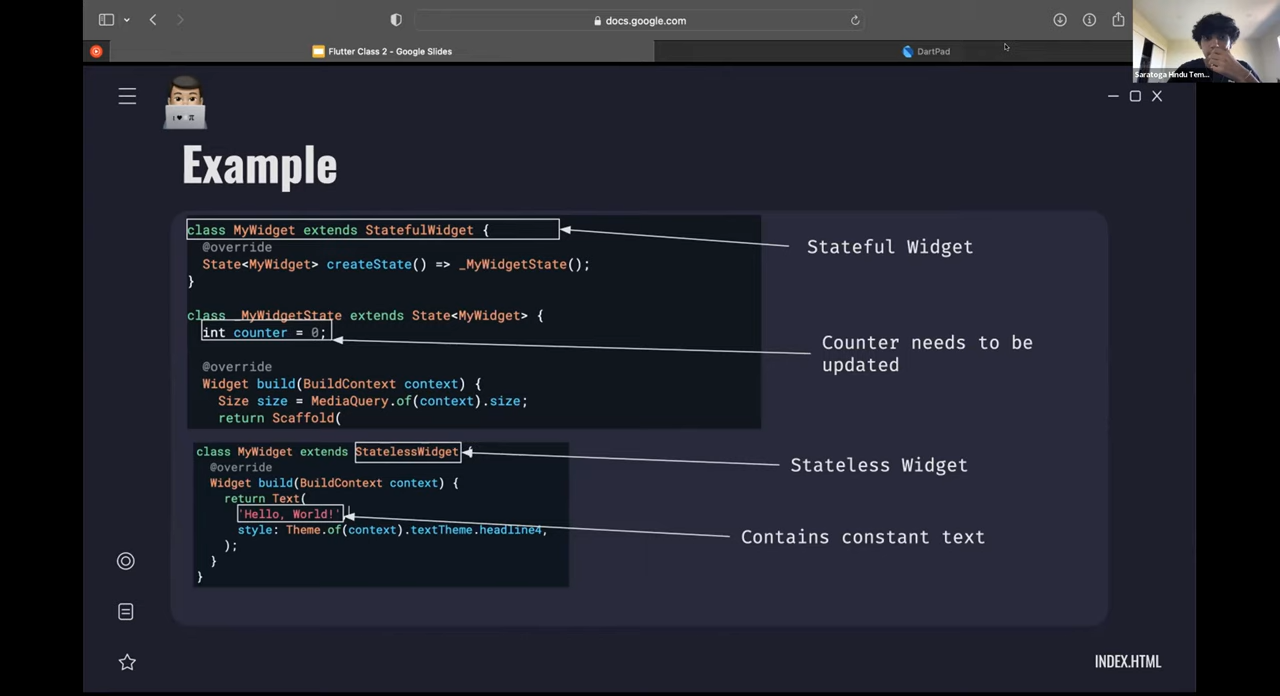 docs.google.com
Flutter Class 2 - Google Slides
DartPad
Saratoga Hindu Tem...
I ♥ π
Example
class MyWidget extends StatefulWidget {
@override
State<MyWidget> createState() => _MyWidgetState();
}
class _MyWidgetState extends State<MyWidget> {
int counter = 0;
@override
Widget build(BuildContext context) {
Size size = MediaQuery.of(context).size;
return Scaffold(
Stateful Widget
Counter needs to be
updated
class MyWidget extends StatelessWidget {
@override
Widget build(BuildContext context) {
return Text(
'Hello, World!',
style: Theme.of(context).textTheme.headline4,
);
}
}
Stateless Widget
Contains constant text
INDEX.HTML